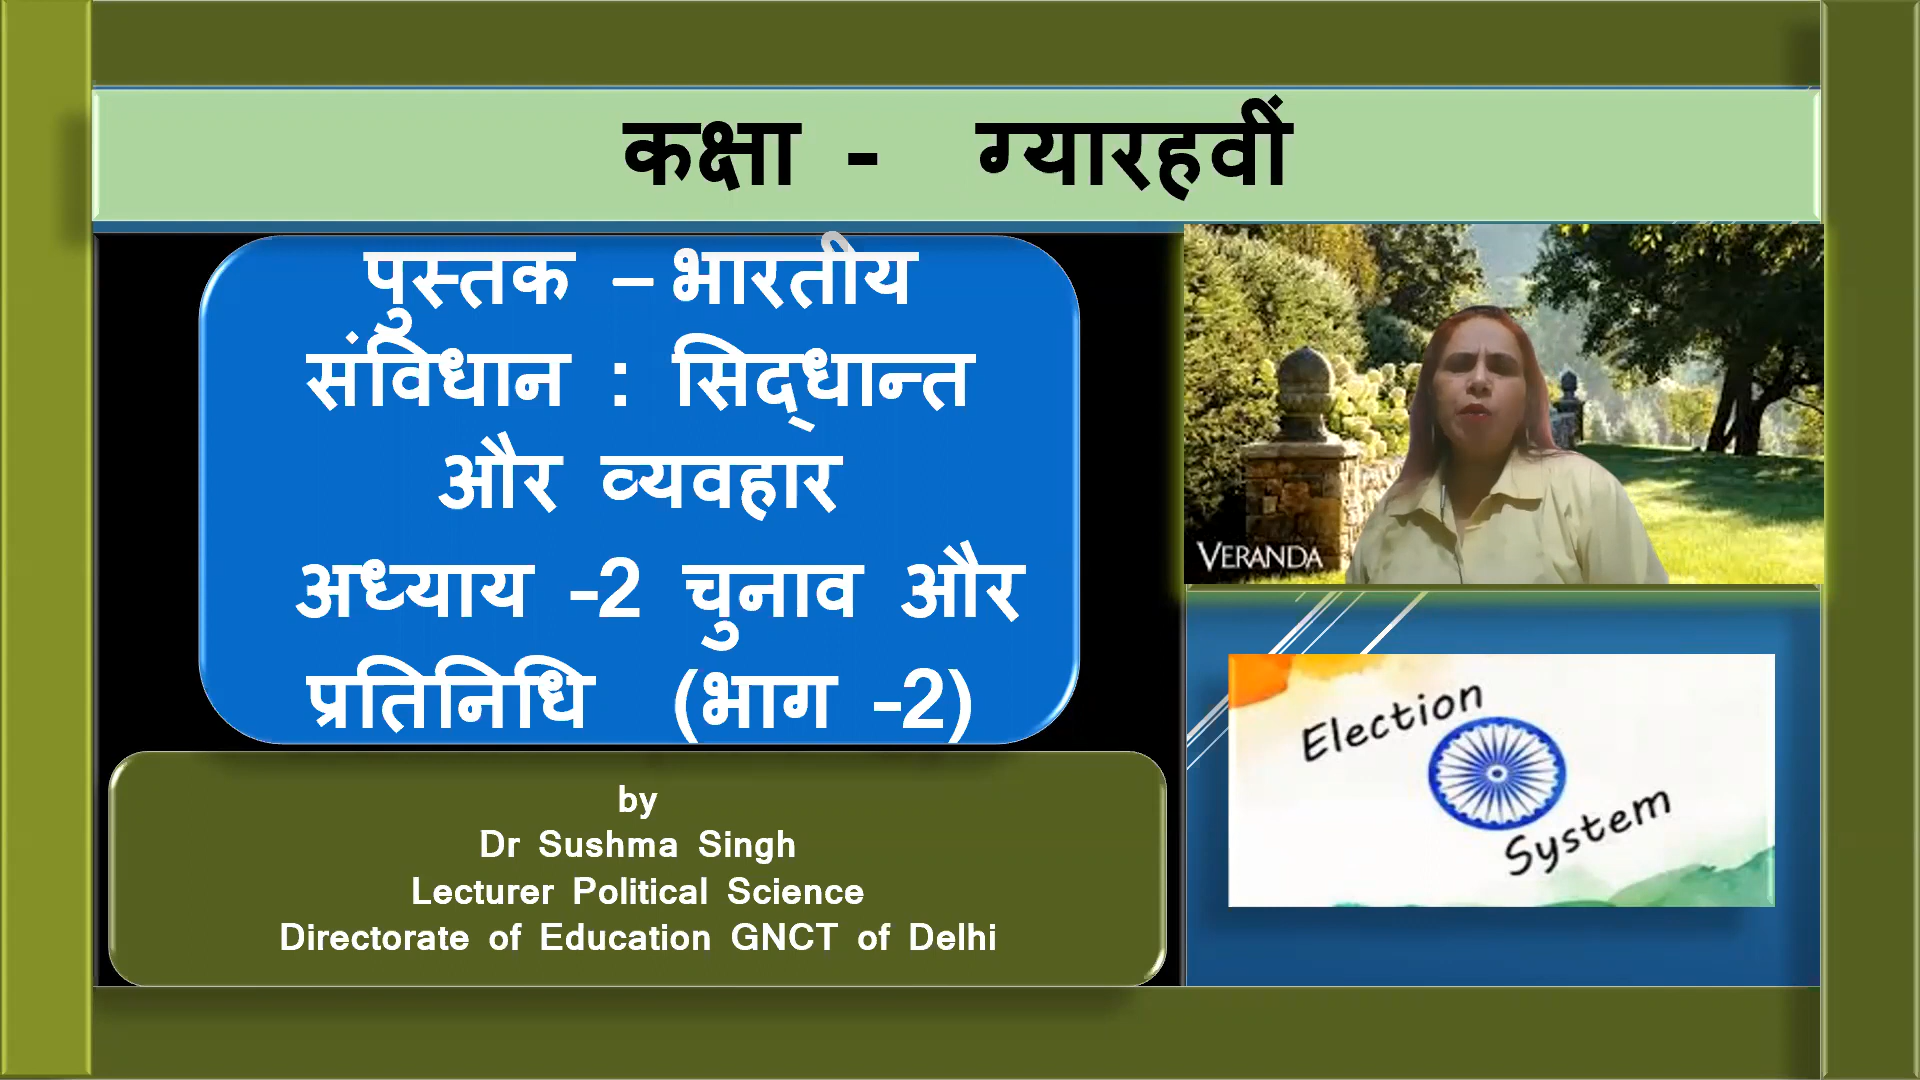 कक्षा - ग्यारहवीं
पुस्तक – भारतीय
संविधान : सिद्धान्त
और व्यवहार
अध्याय -2 चुनाव और
प्रतिनिधि (भाग -2)
by
Dr Sushma Singh
Lecturer Political Science
Directorate of Education GNCT of Delhi
VERANDA
Election
System